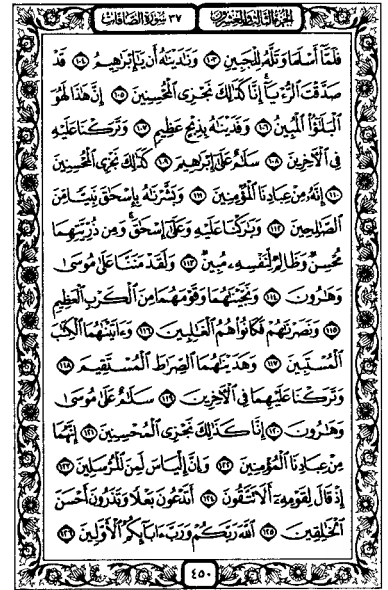 الجزء الثالث والعشرون ٣٧ سورة الصافات
فَلَمَّآ أَسْلَمَا وَتَلَّهُۥ لِلْجَبِينِ ١٠٣ وَنَٰدَيْنَٰهُ أَن يَٰٓإِبْرَٰهِيمُ ١٠٤ قَدْ
صَدَّقْتَ ٱلرُّءْيَآ إِنَّا كَذَٰلِكَ نَجْزِى ٱلْمُحْسِنِينَ ١٠٥ إِنَّ هَٰذَا لَهُوَ
ٱلْبَلَٰٓؤُا۟ ٱلْمُبِينُ ١٠٦ وَفَدَيْنَٰهُ بِذِبْحٍ عَظِيمٍ ١٠٧ وَتَرَكْنَا عَلَيْهِ
فِى ٱلْءَاخِرِينَ ١٠٨ سَلَٰمٌ عَلَىٰٓ إِبْرَٰهِيمَ ١٠٩ كَذَٰلِكَ نَجْزِى ٱلْمُحْسِنِينَ
١١٠ إِنَّهُۥ مِنْ عِبَادِنَا ٱلْمُؤْمِنِينَ ١١١ وَبَشَّرْنَٰهُ بِإِسْحَٰقَ نَبِيًّا مِّنَ
ٱلصَّٰلِحِينَ ١١٢ وَبَٰرَكْنَا عَلَيْهِ وَعَلَىٰٓ إِسْحَٰقَ وَمِن ذُرِّيَّتِهِمَا
مُحْسِنٌ وَظَالِمٌ لِّنَفْسِهِۦ مُبِينٌ ١١٣ وَلَقَدْ مَنَنَّا عَلَىٰ مُوسَىٰ
وَهَٰرُونَ ١١٤ وَنَجَّيْنَٰهُمَا وَقَوْمَهُمَا مِنَ ٱلْكَرْبِ ٱلْعَظِيمِ
١١٥ وَنَصَرْنَٰهُمْ فَكَانُوا۟ هُمُ ٱلْغَٰلِبِينَ ١١٦ وَءَاتَيْنَٰهُمَا ٱلْكِتَٰبَ
ٱلْمُسْتَبِينَ ١١٧ وَهَدَيْنَٰهُمَا ٱلصِّرَٰطَ ٱلْمُسْتَقِيمَ ١١٨
وَتَرَكْنَا عَلَيْهِمَا فِى ٱلْءَاخِرِينَ ١١٩ سَلَٰمٌ عَلَىٰ مُوسَىٰ
وَهَٰرُونَ ١٢٠ إِنَّا كَذَٰلِكَ نَجْزِى ٱلْمُحْسِنِينَ ١٢١ إِنَّهُمَا
مِنْ عِبَادِنَا ٱلْمُؤْمِنِينَ ١٢٢ وَإِنَّ إِلْيَاسَ لَمِنَ ٱلْمُرْسَلِينَ ١٢٣
إِذْ قَالَ لِقَوْمِهِۦٓ أَلَا تَتَّقُونَ ١٢٤ أَتَدْعُونَ بَعْلًا وَتَذَرُونَ أَحْسَنَ
ٱلْخَٰلِقِينَ ١٢٥ ٱللَّهَ رَبَّكُمْ وَرَبَّ ءَابَآئِكُمُ ٱلْأَوَّلِينَ ١٢٦
٤٥٠